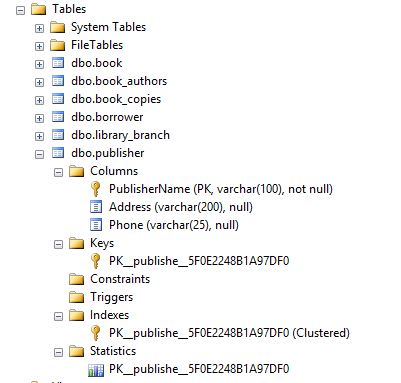 Tables
System Tables
FileTables
dbo.book
dbo.book_authors
dbo.book_copies
dbo.borrower
dbo.library_branch
dbo.publisher
Columns
PublisherName (PK, varchar(100), not null)
Address (varchar(200), null)
Phone (varchar(25), null)
Keys
PK__publishe__5F0E2248B1A97DF0
Constraints
Triggers
Indexes
PK__publishe__5F0E2248B1A97DF0 (Clustered)
Statistics
PK__publishe__5F0E2248B1A97DF0